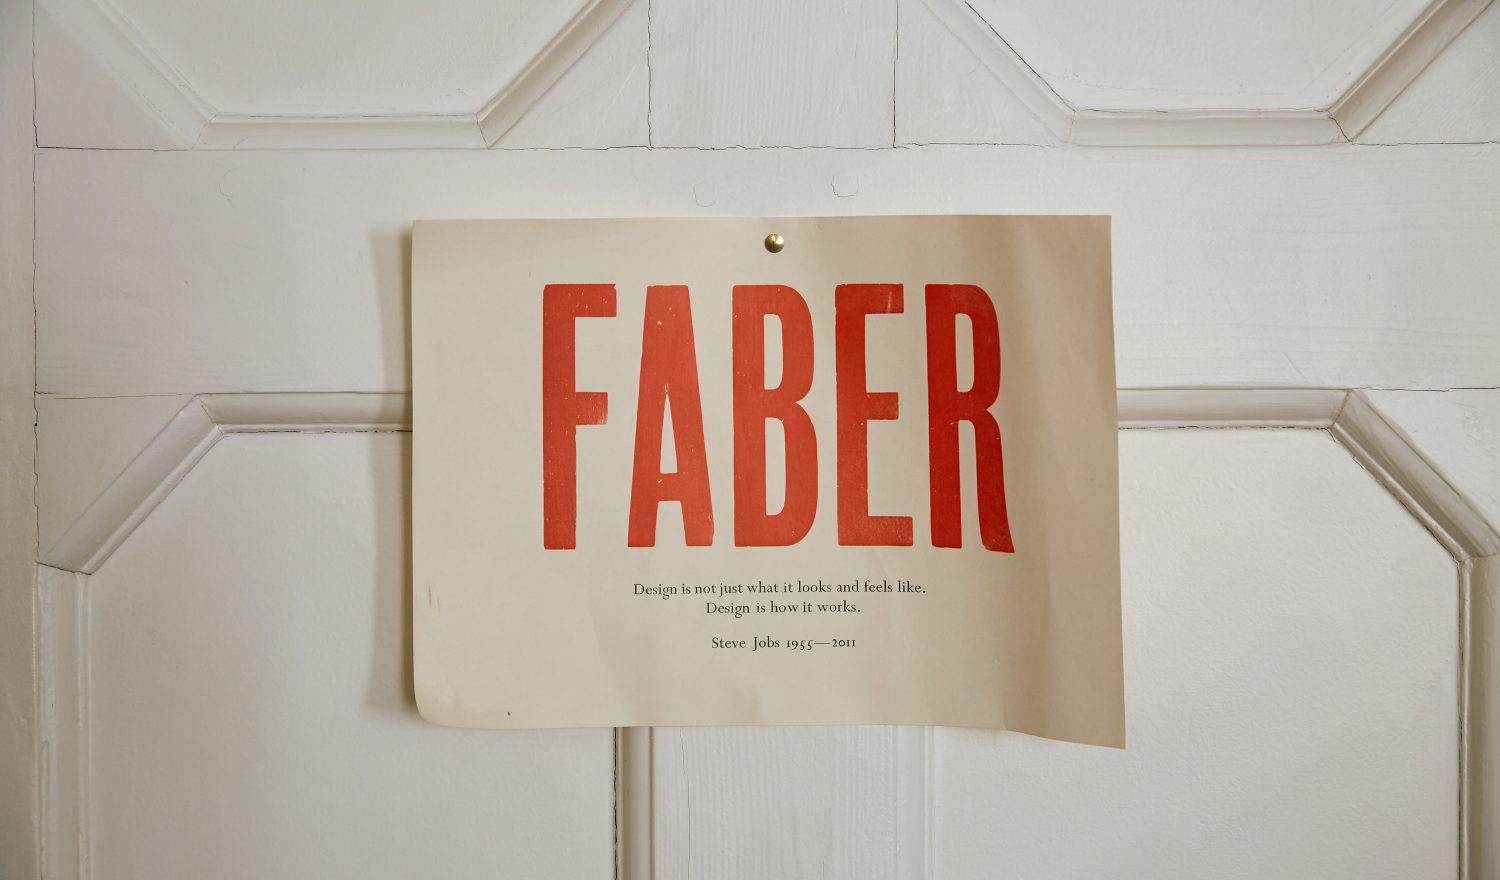 FABER
Design is not just what it looks and feels like.
Design is how it works.
Steve Jobs 1955—2011